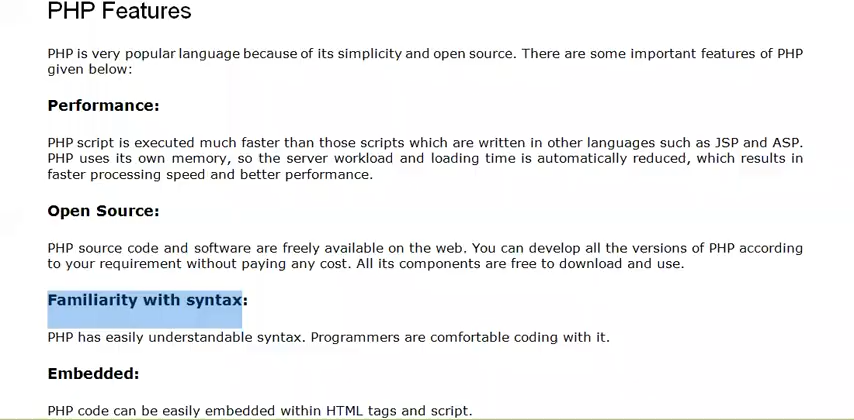 PHP Features
PHP is very popular language because of its simplicity and open source. There are some important features of PHP
given below:
Performance:
PHP script is executed much faster than those scripts which are written in other languages such as JSP and ASP.
PHP uses its own memory, so the server workload and loading time is automatically reduced, which results in
faster processing speed and better performance.
Open Source:
PHP source code and software are freely available on the web. You can develop all the versions of PHP according
to your requirement without paying any cost. All its components are free to download and use.
Familiarity with syntax:
PHP has easily understandable syntax. Programmers are comfortable coding with it.
Embedded:
PHP code can be easily embedded within HTML tags and script.